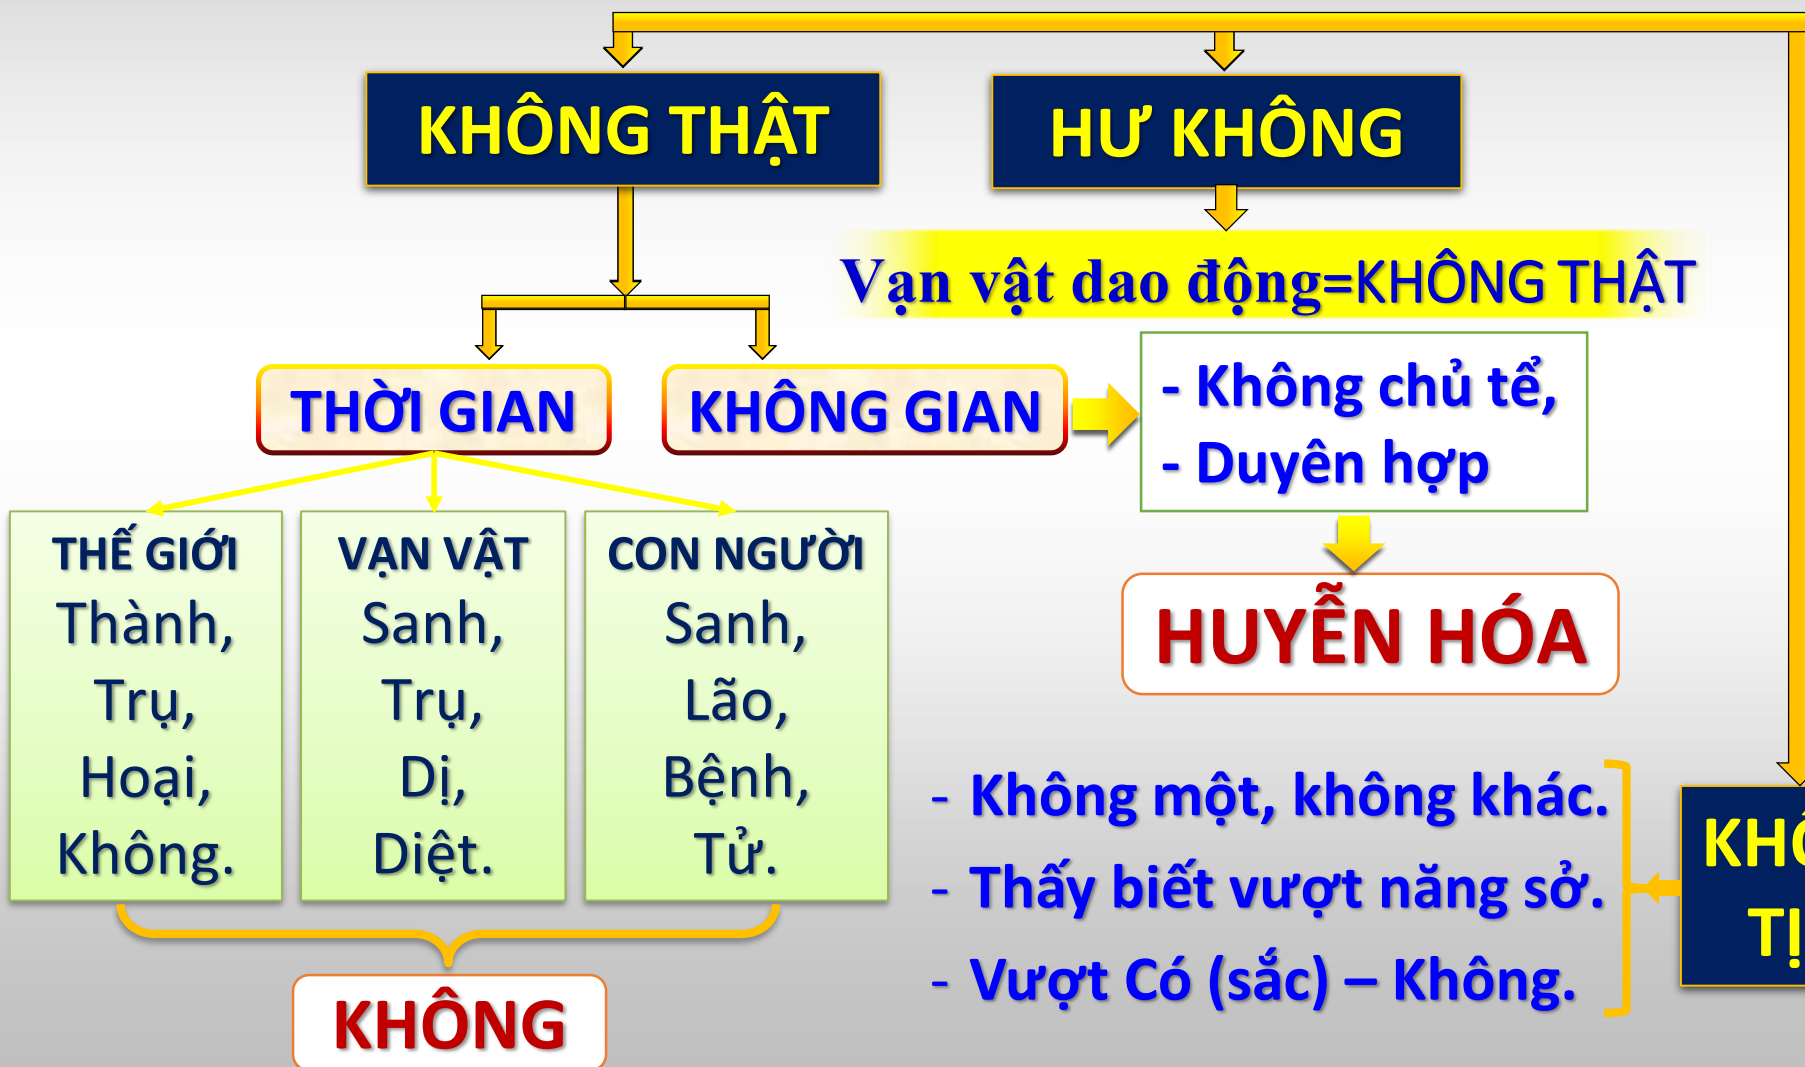 KHÔNG THẬT
HƯ KHÔNG
Vạn vật dao động=KHÔNG THẬT
THỜI GIAN
KHÔNG GIAN
- Không chủ tể,
- Duyên hợp
HUYỄN HÓA
THẾ GIỚI
Thành,
Trụ,
Hoại,
Không.
VẠN VẬT
Sanh,
Trụ,
Dị,
Diệt.
CON NGƯỜI
Sanh,
Lão,
Bệnh,
Tử.
KHÔNG
- Không một, không khác.
- Thấy biết vượt năng sở.
- Vượt Có (sắc) – Không.